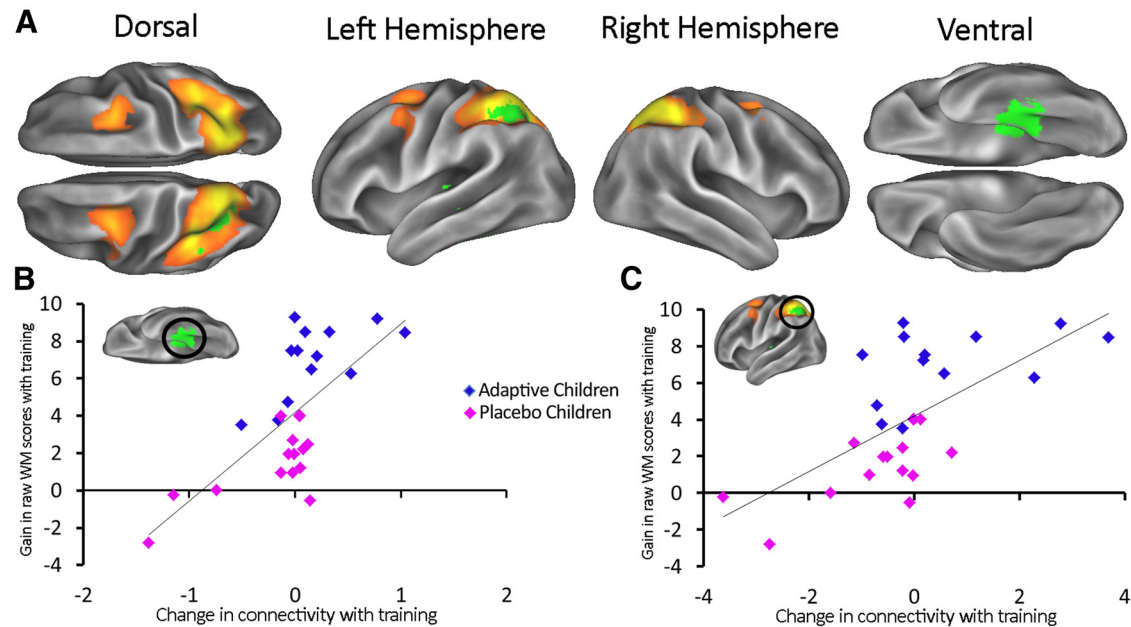 A
Dorsal
Left Hemisphere
Right Hemisphere
Ventral
B
Gain in raw WM scores with training
10
8
6
4
2
0
-2
-4
-2
-1
0
1
2
Change in connectivity with training
Adaptive Children
Placebo Children
C
Gain in raw WM scores with training
10
8
6
4
2
0
-2
-4
-4
-2
0
2
4
Change in connectivity with training